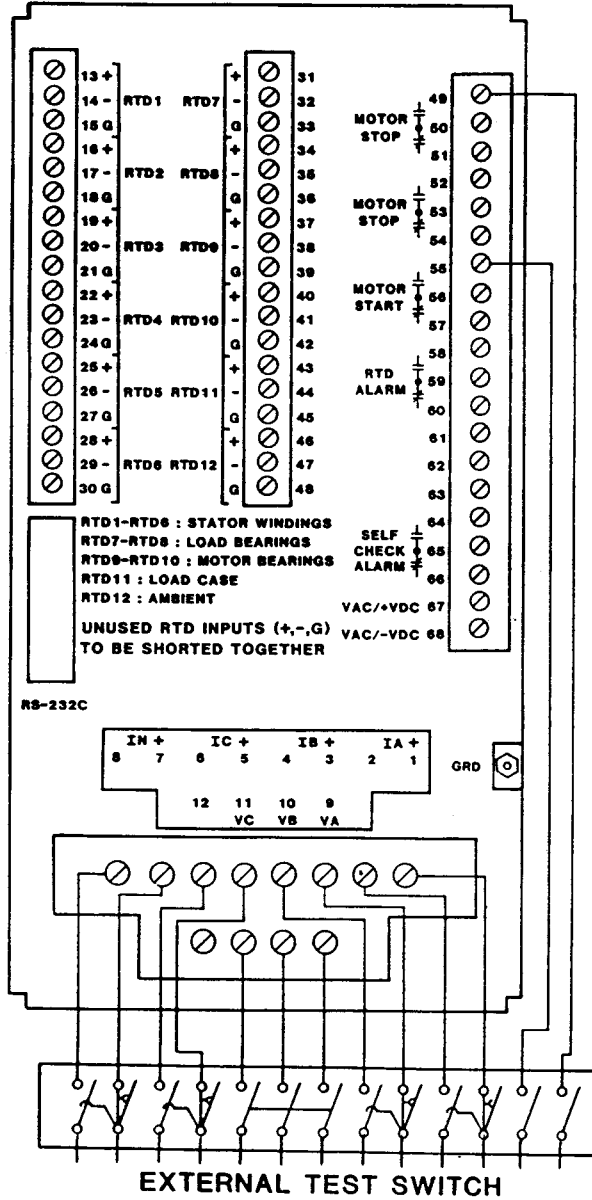 13 + RTD1 RTD7 + 31
14 - - 32
15 G G 33
16 + RTD2 RTD8 + 34
17 - - 35
18 G G 36
19 + RTD3 RTD9 + 37
20 - - 38
21 G G 39
22 + RTD4 RTD10 + 40
23 - - 41
24 G G 42
25 + RTD5 RTD11 + 43
26 - - 44
27 G G 45
28 + RTD6 RTD12 + 46
29 - - 47
30 G G 48
49
MOTOR STOP 50
51
52
MOTOR STOP 53
54
55
MOTOR START 56
57
58
RTD ALARM 59
60
61
62
63
64
SELF CHECK ALARM 65
66
VAC/+VDC 67
VAC/-VDC 68
RTD1-RTD6 : STATOR WINDINGS
RTD7-RTD8 : LOAD BEARINGS
RTD9-RTD10 : MOTOR BEARINGS
RTD11 : LOAD CASE
RTD12 : AMBIENT
UNUSED RTD INPUTS (+,-,G)
TO BE SHORTED TOGETHER
RS-232C
IN + IC + IB + IA +
8 7 6 5 4 3 2 1
GRD
12 11 10 9
VC VB VA
EXTERNAL TEST SWITCH